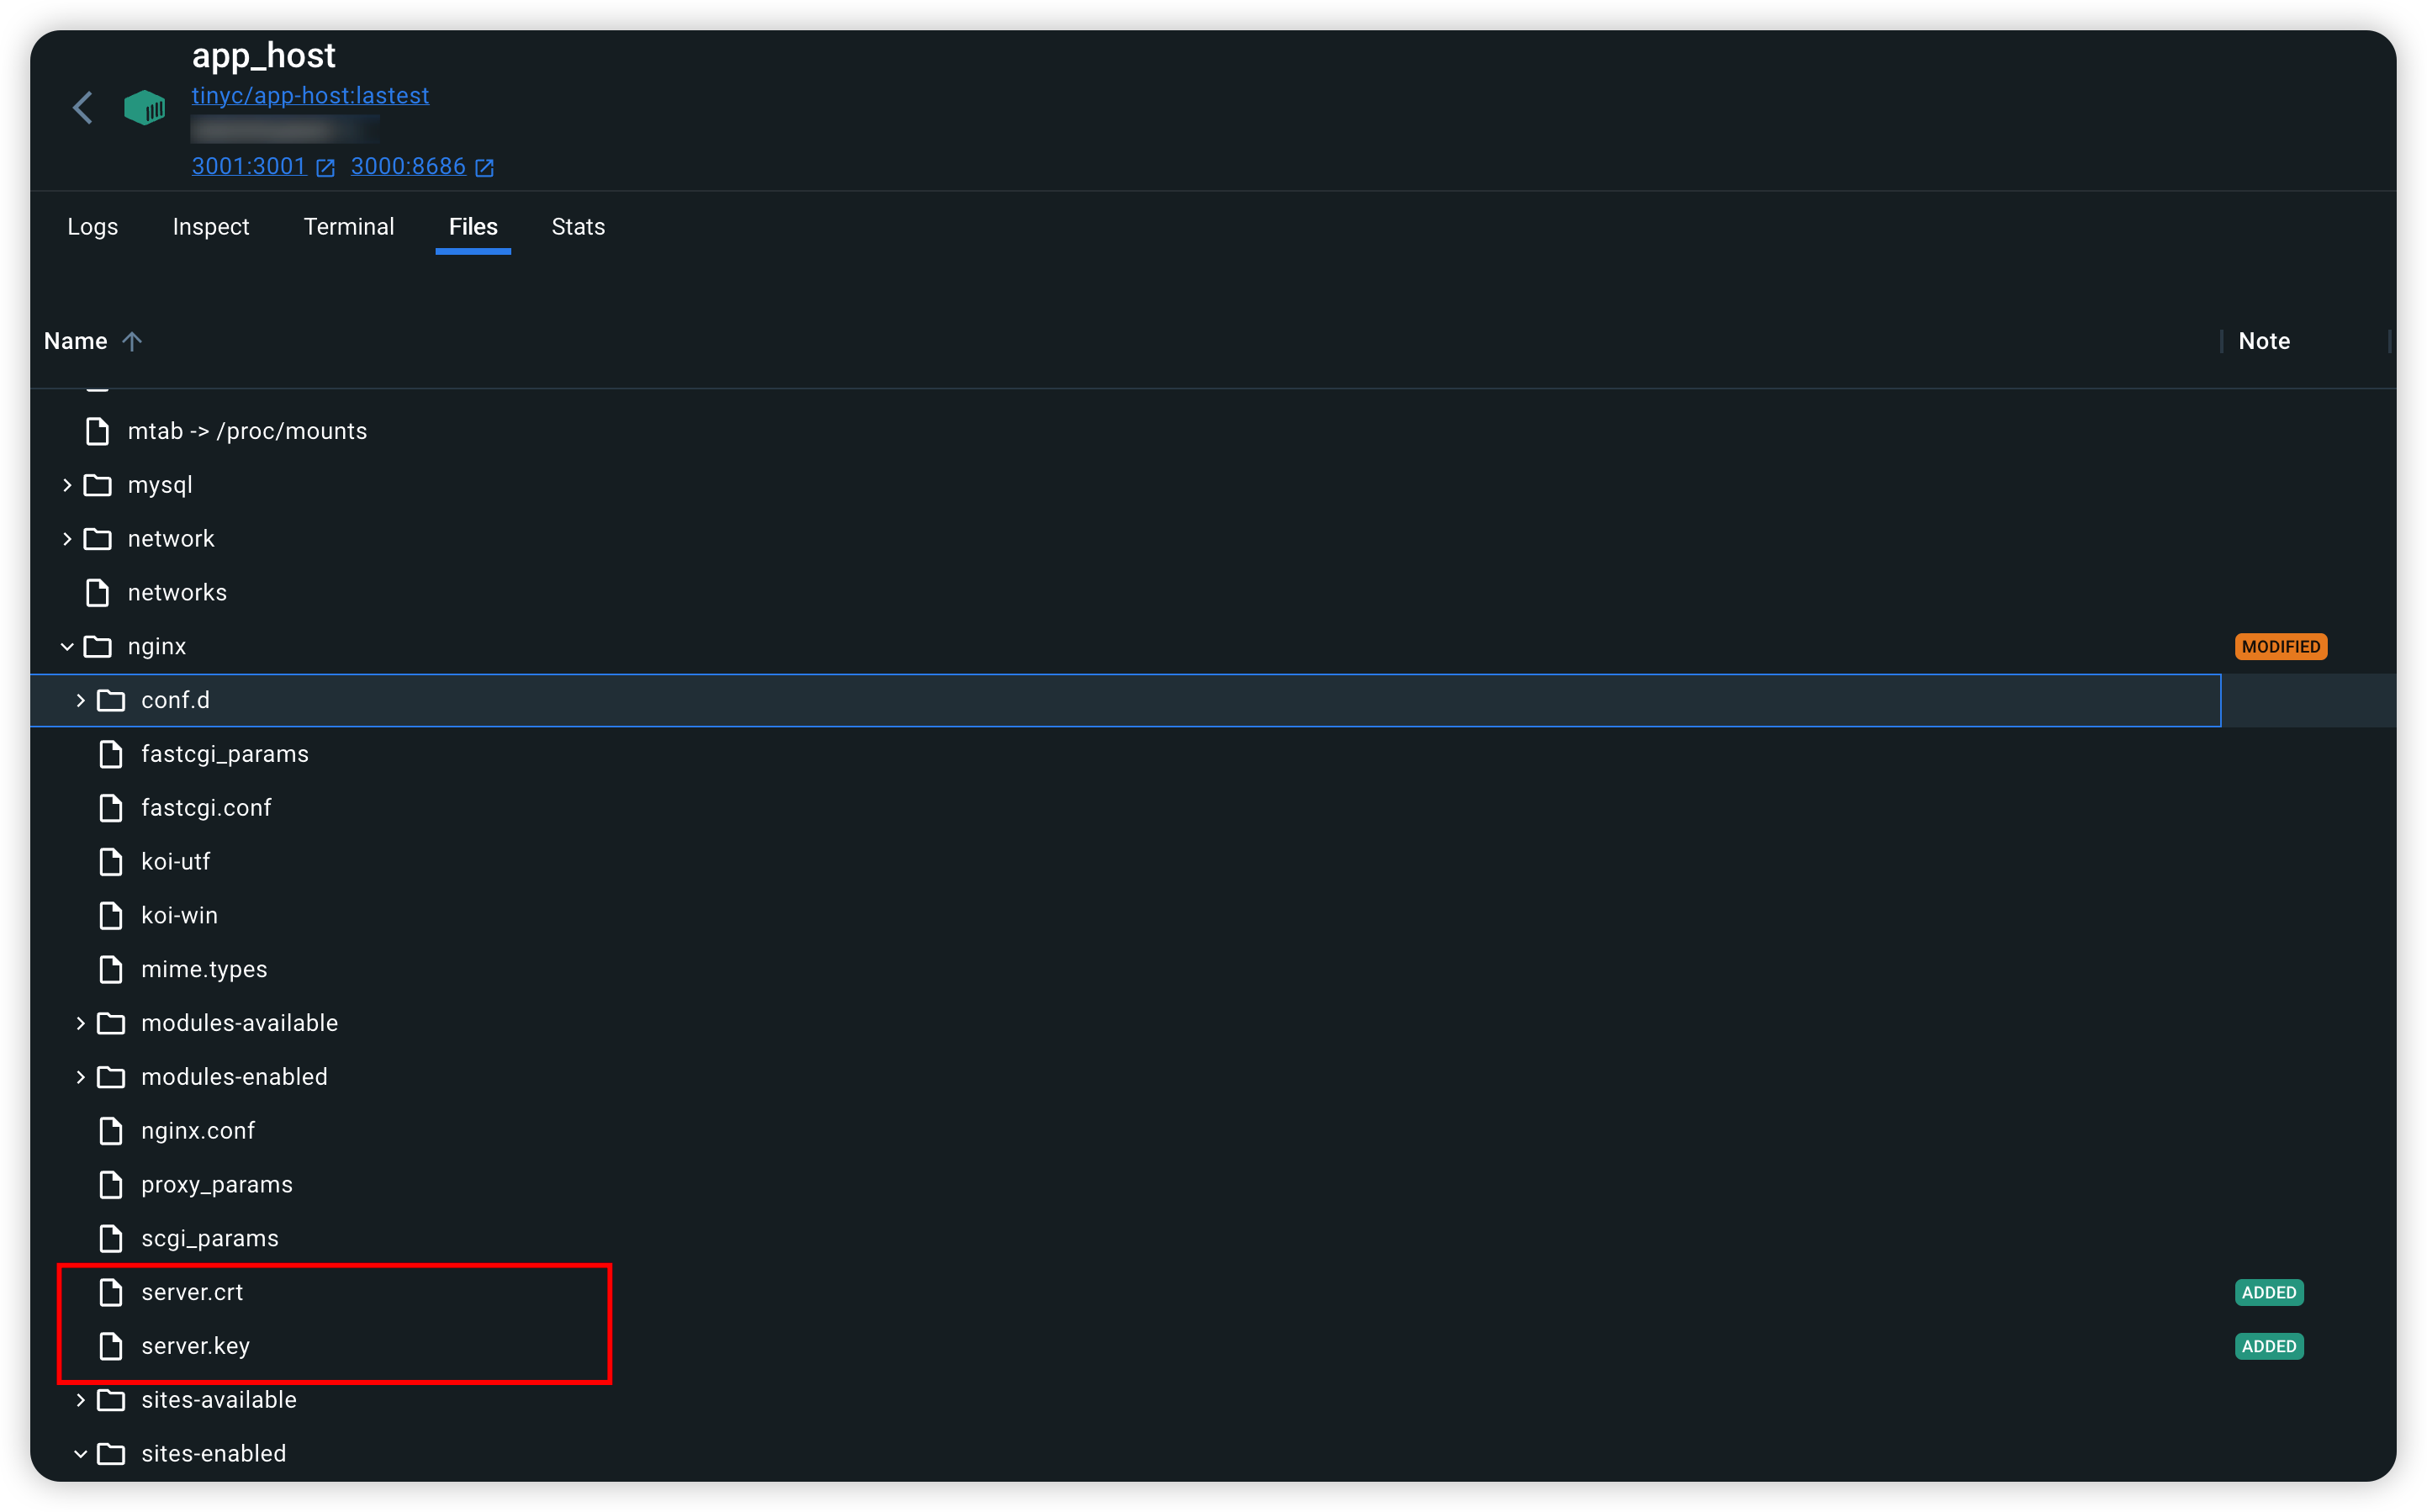 app_host
tinyc/app-host:lastest
3001:3001 3000:8686
Logs Inspect Terminal Files Stats
Name Note
mtab -> /proc/mounts
mysql
network
networks
nginx MODIFIED
conf.d
fastcgi_params
fastcgi.conf
koi-utf
koi-win
mime.types
modules-available
modules-enabled
nginx.conf
proxy_params
scgi_params
server.crt ADDED
server.key ADDED
sites-available
sites-enabled